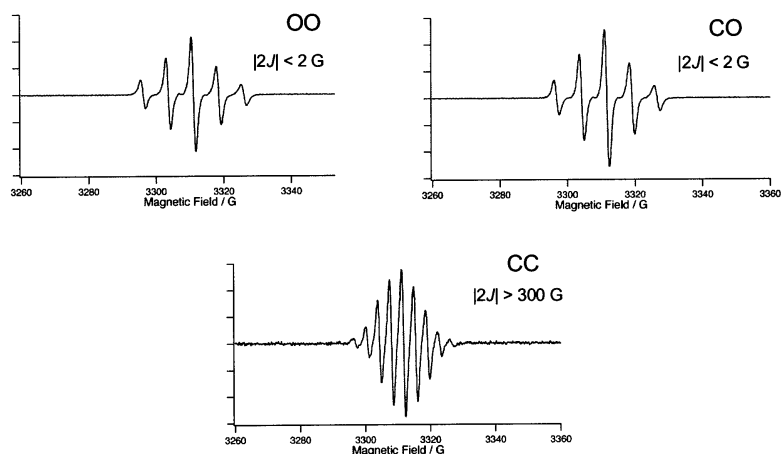 OO
|2J| < 2 G
3260 3280 3300 3320 3340
Magnetic Field / G
CO
|2J| < 2 G
3260 3280 3300 3320 3340 3360
Magnetic Field / G
CC
|2J| > 300 G
3260 3280 3300 3320 3340 3360
Magnetic Field / G